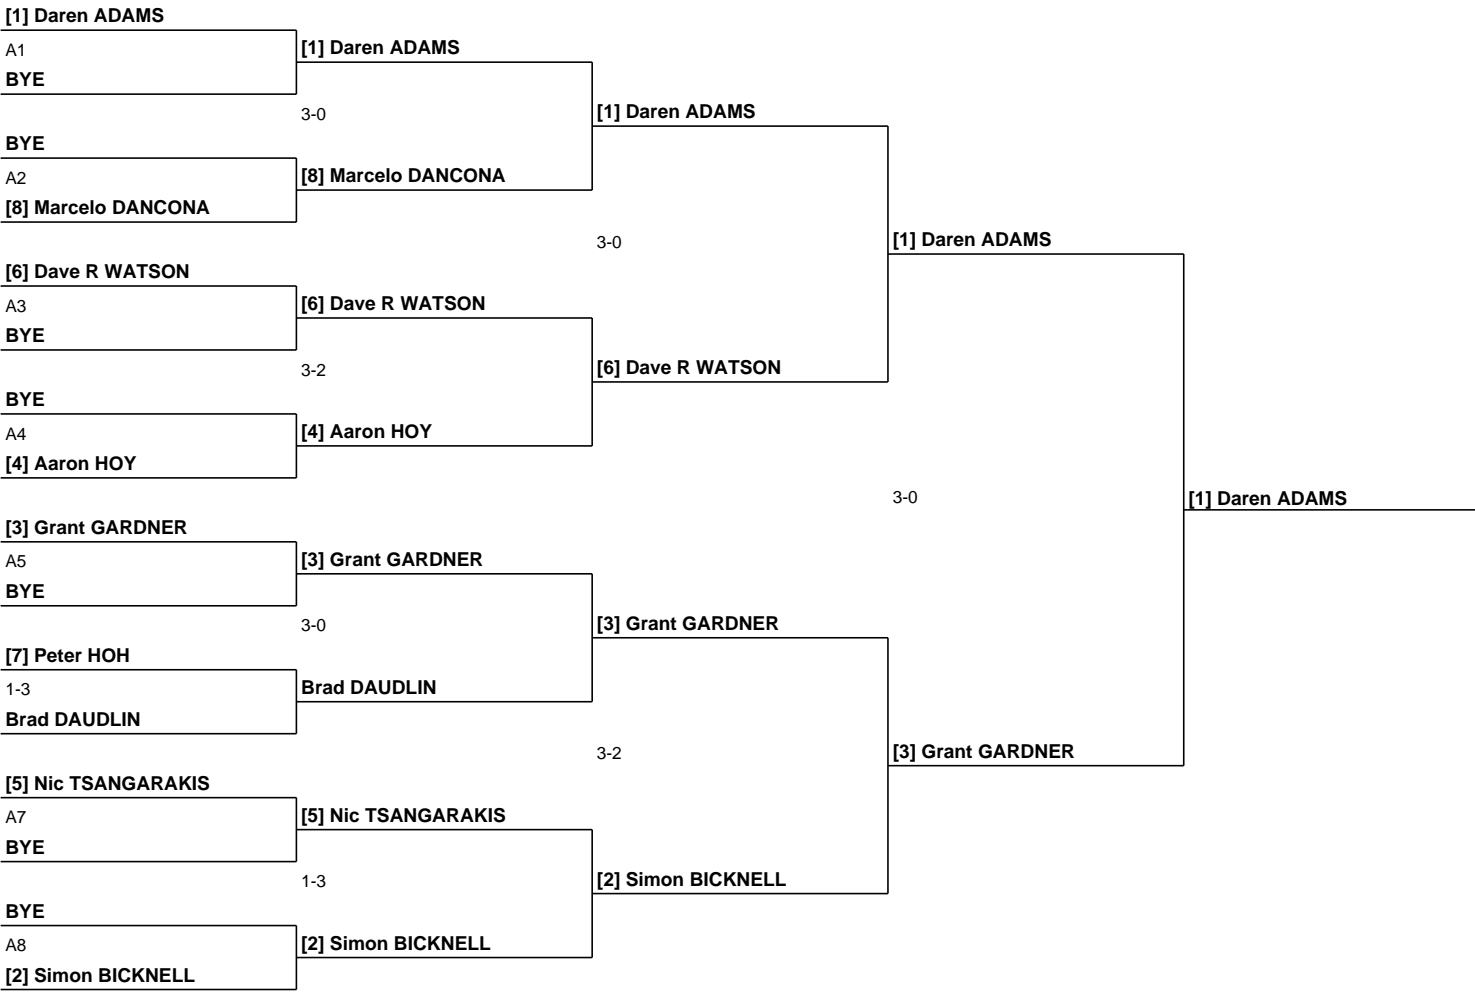 [1] Daren ADAMS
A1
BYE
BYE
A2
[8] Marcelo DANCONA
[6] Dave R WATSON
A3
BYE
BYE
A4
[4] Aaron HOY
[3] Grant GARDNER
A5
BYE
[7] Peter HOH
1-3
Brad DAUDLIN
[5] Nic TSANGARAKIS
A7
BYE
BYE
A8
[2] Simon BICKNELL
[1] Daren ADAMS
3-0
[8] Marcelo DANCONA
[6] Dave R WATSON
3-2
[4] Aaron HOY
[3] Grant GARDNER
3-0
Brad DAUDLIN
[5] Nic TSANGARAKIS
1-3
[2] Simon BICKNELL
[1] Daren ADAMS
3-0
[6] Dave R WATSON
[3] Grant GARDNER
3-2
[2] Simon BICKNELL
[1] Daren ADAMS
3-0
[3] Grant GARDNER
[1] Daren ADAMS